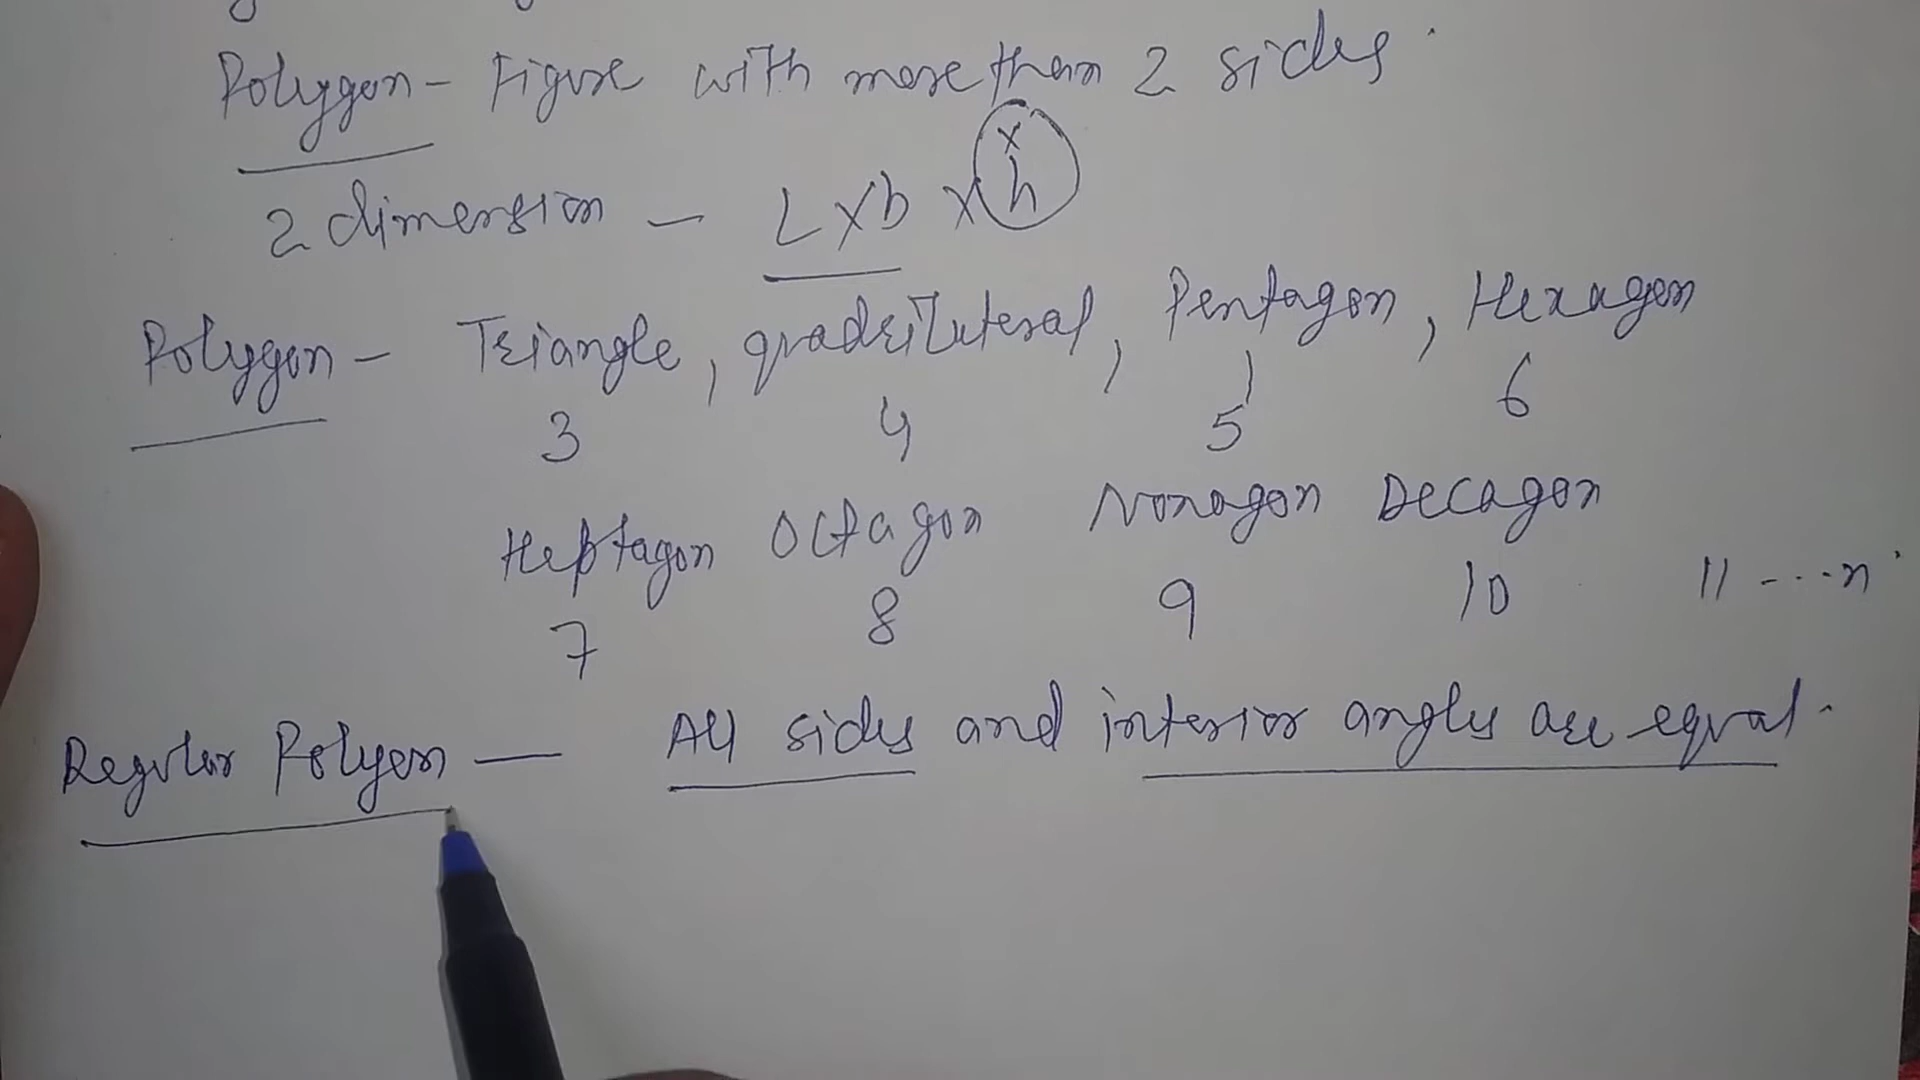 Polygon - Figure with more than 2 sides.
2 dimension - L x b x h
x
Polygon - Triangle, quadrilateral, Pentagon, Hexagon
3 4 5 6
Heptagon Octagon Nonagon Decagon
7 8 9 10 11 ---- n
Regular Polyon - All sides and interior angles are equal.